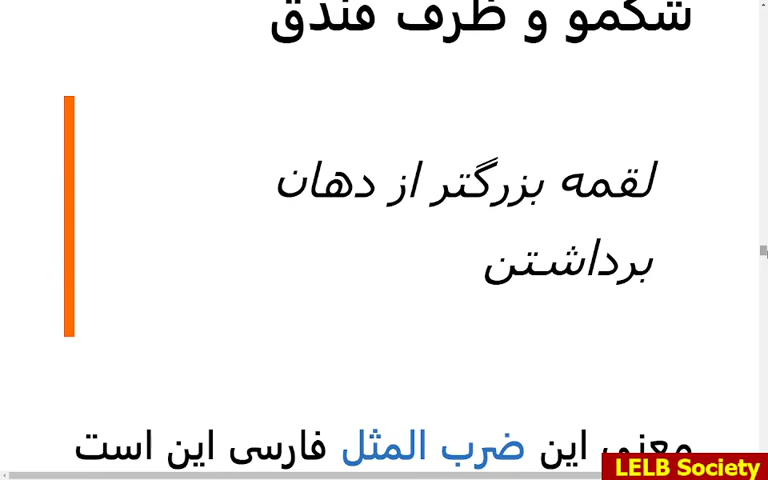 شکمو و ظرف فندق
لقمه بزرگتر از دهان
برداشتن
معنی این ضرب المثل فارسی این است
LELB Society